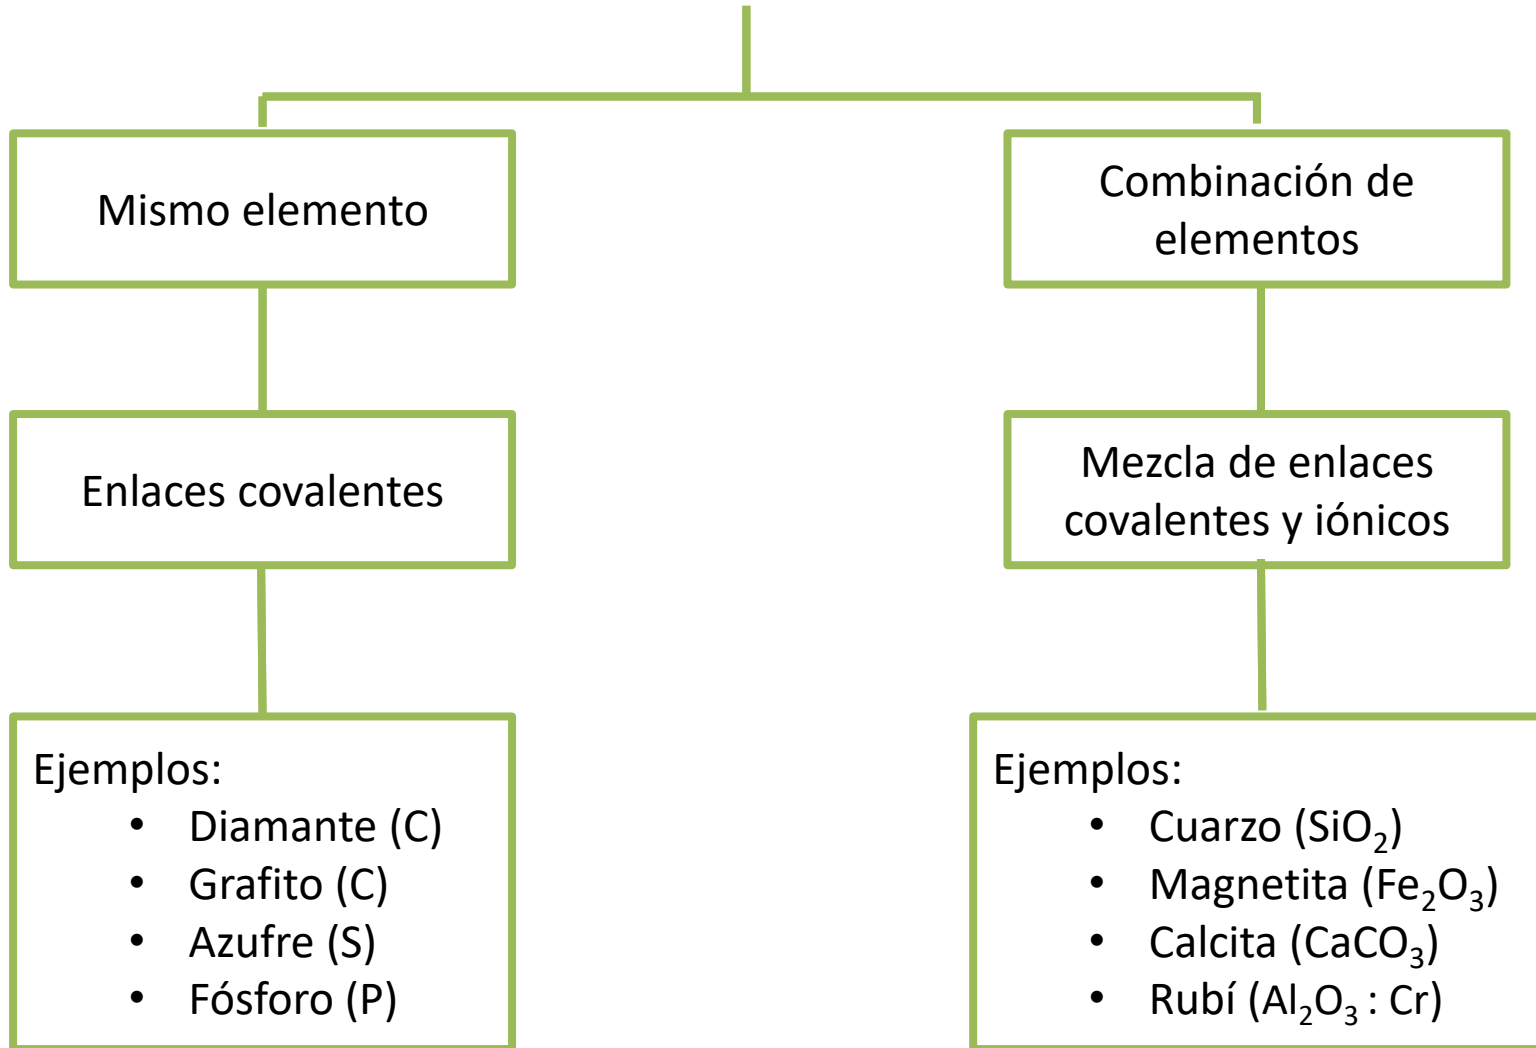 Mismo elemento
Combinación de
elementos
Enlaces covalentes
Mezcla de enlaces
covalentes y iónicos
Ejemplos:
• Diamante (C)
• Grafito (C)
• Azufre (S)
• Fósforo (P)
Ejemplos:
• Cuarzo (SiO₂)
• Magnetita (Fe₂O₃)
• Calcita (CaCO₃)
• Rubí (Al₂O₃ : Cr)